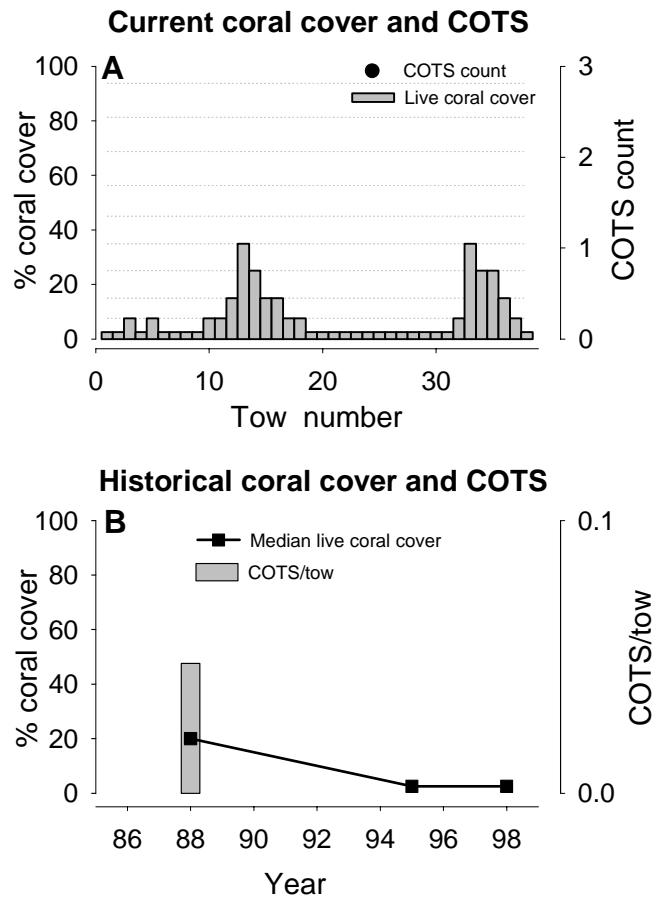 Current coral cover and COTS
A
COTS count
Live coral cover
100
80
60
40
20
0
% coral cover
3
2
1
0
COTS count
0 10 20 30
Tow number
Historical coral cover and COTS
B
Median live coral cover
COTS/tow
100
80
60
40
20
0
% coral cover
0.1
0.0
COTS/tow
86 88 90 92 94 96 98
Year